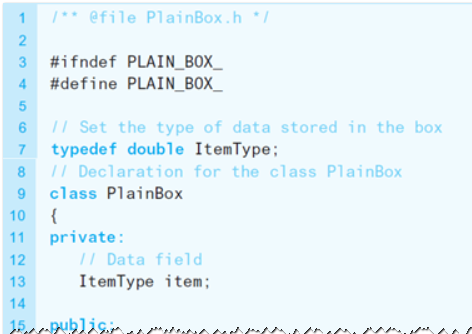 1 /** @file PlainBox.h */
2
3 #ifndef PLAIN_BOX_
4 #define PLAIN_BOX_
5
6 // Set the type of data stored in the box
7 typedef double ItemType;
8 // Declaration for the class PlainBox
9 class PlainBox
10 {
11 private:
12 // Data field
13 ItemType item;
14
15 public: